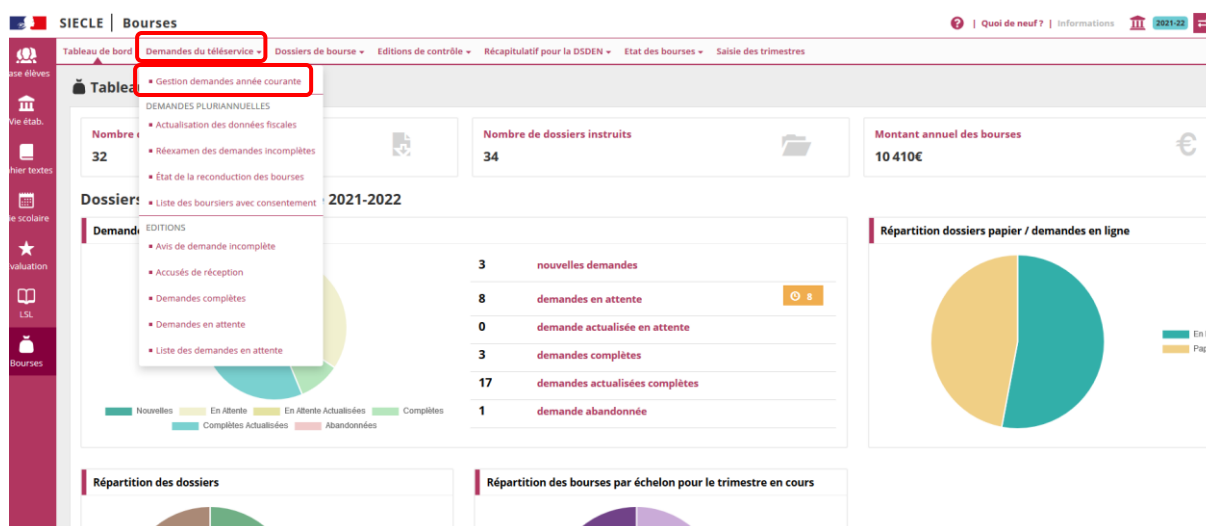 SIECLE | Bourses
? | Quoi de neuf ? | Informations 2021-22
Tableau de bord Demandes du téléservice Dossiers de bourse Editions de contrôle Récapitulatif pour la DSDEN Etat des bourses Saisie des trimestres
ase élèves
Vie étab.
hier textes
ie scolaire
valuation
LSL
Bourses
Tablea
Gestion demandes année courante
DEMANDES PLURIANNUELLES
Actualisation des données fiscales
Réexamen des demandes incomplètes
État de la reconduction des bourses
Liste des boursiers avec consentement
EDITIONS
Avis de demande incomplète
Accusés de réception
Demandes complètes
Demandes en attente
Liste des demandes en attente
Nombre
32
Nombre de dossiers instruits
34
Montant annuel des bourses
10 410€
€
Dossiers 2021-2022
Demand
3 nouvelles demandes
8 demandes en attente 8
0 demande actualisée en attente
3 demandes complètes
17 demandes actualisées complètes
1 demande abandonnée
Nouvelles En Attente En Attente Actualisées Complètes
Complètes Actualisées Abandonnées
Répartition dossiers papier / demandes en ligne
En
Pap
Répartition des dossiers
Répartition des bourses par échelon pour le trimestre en cours